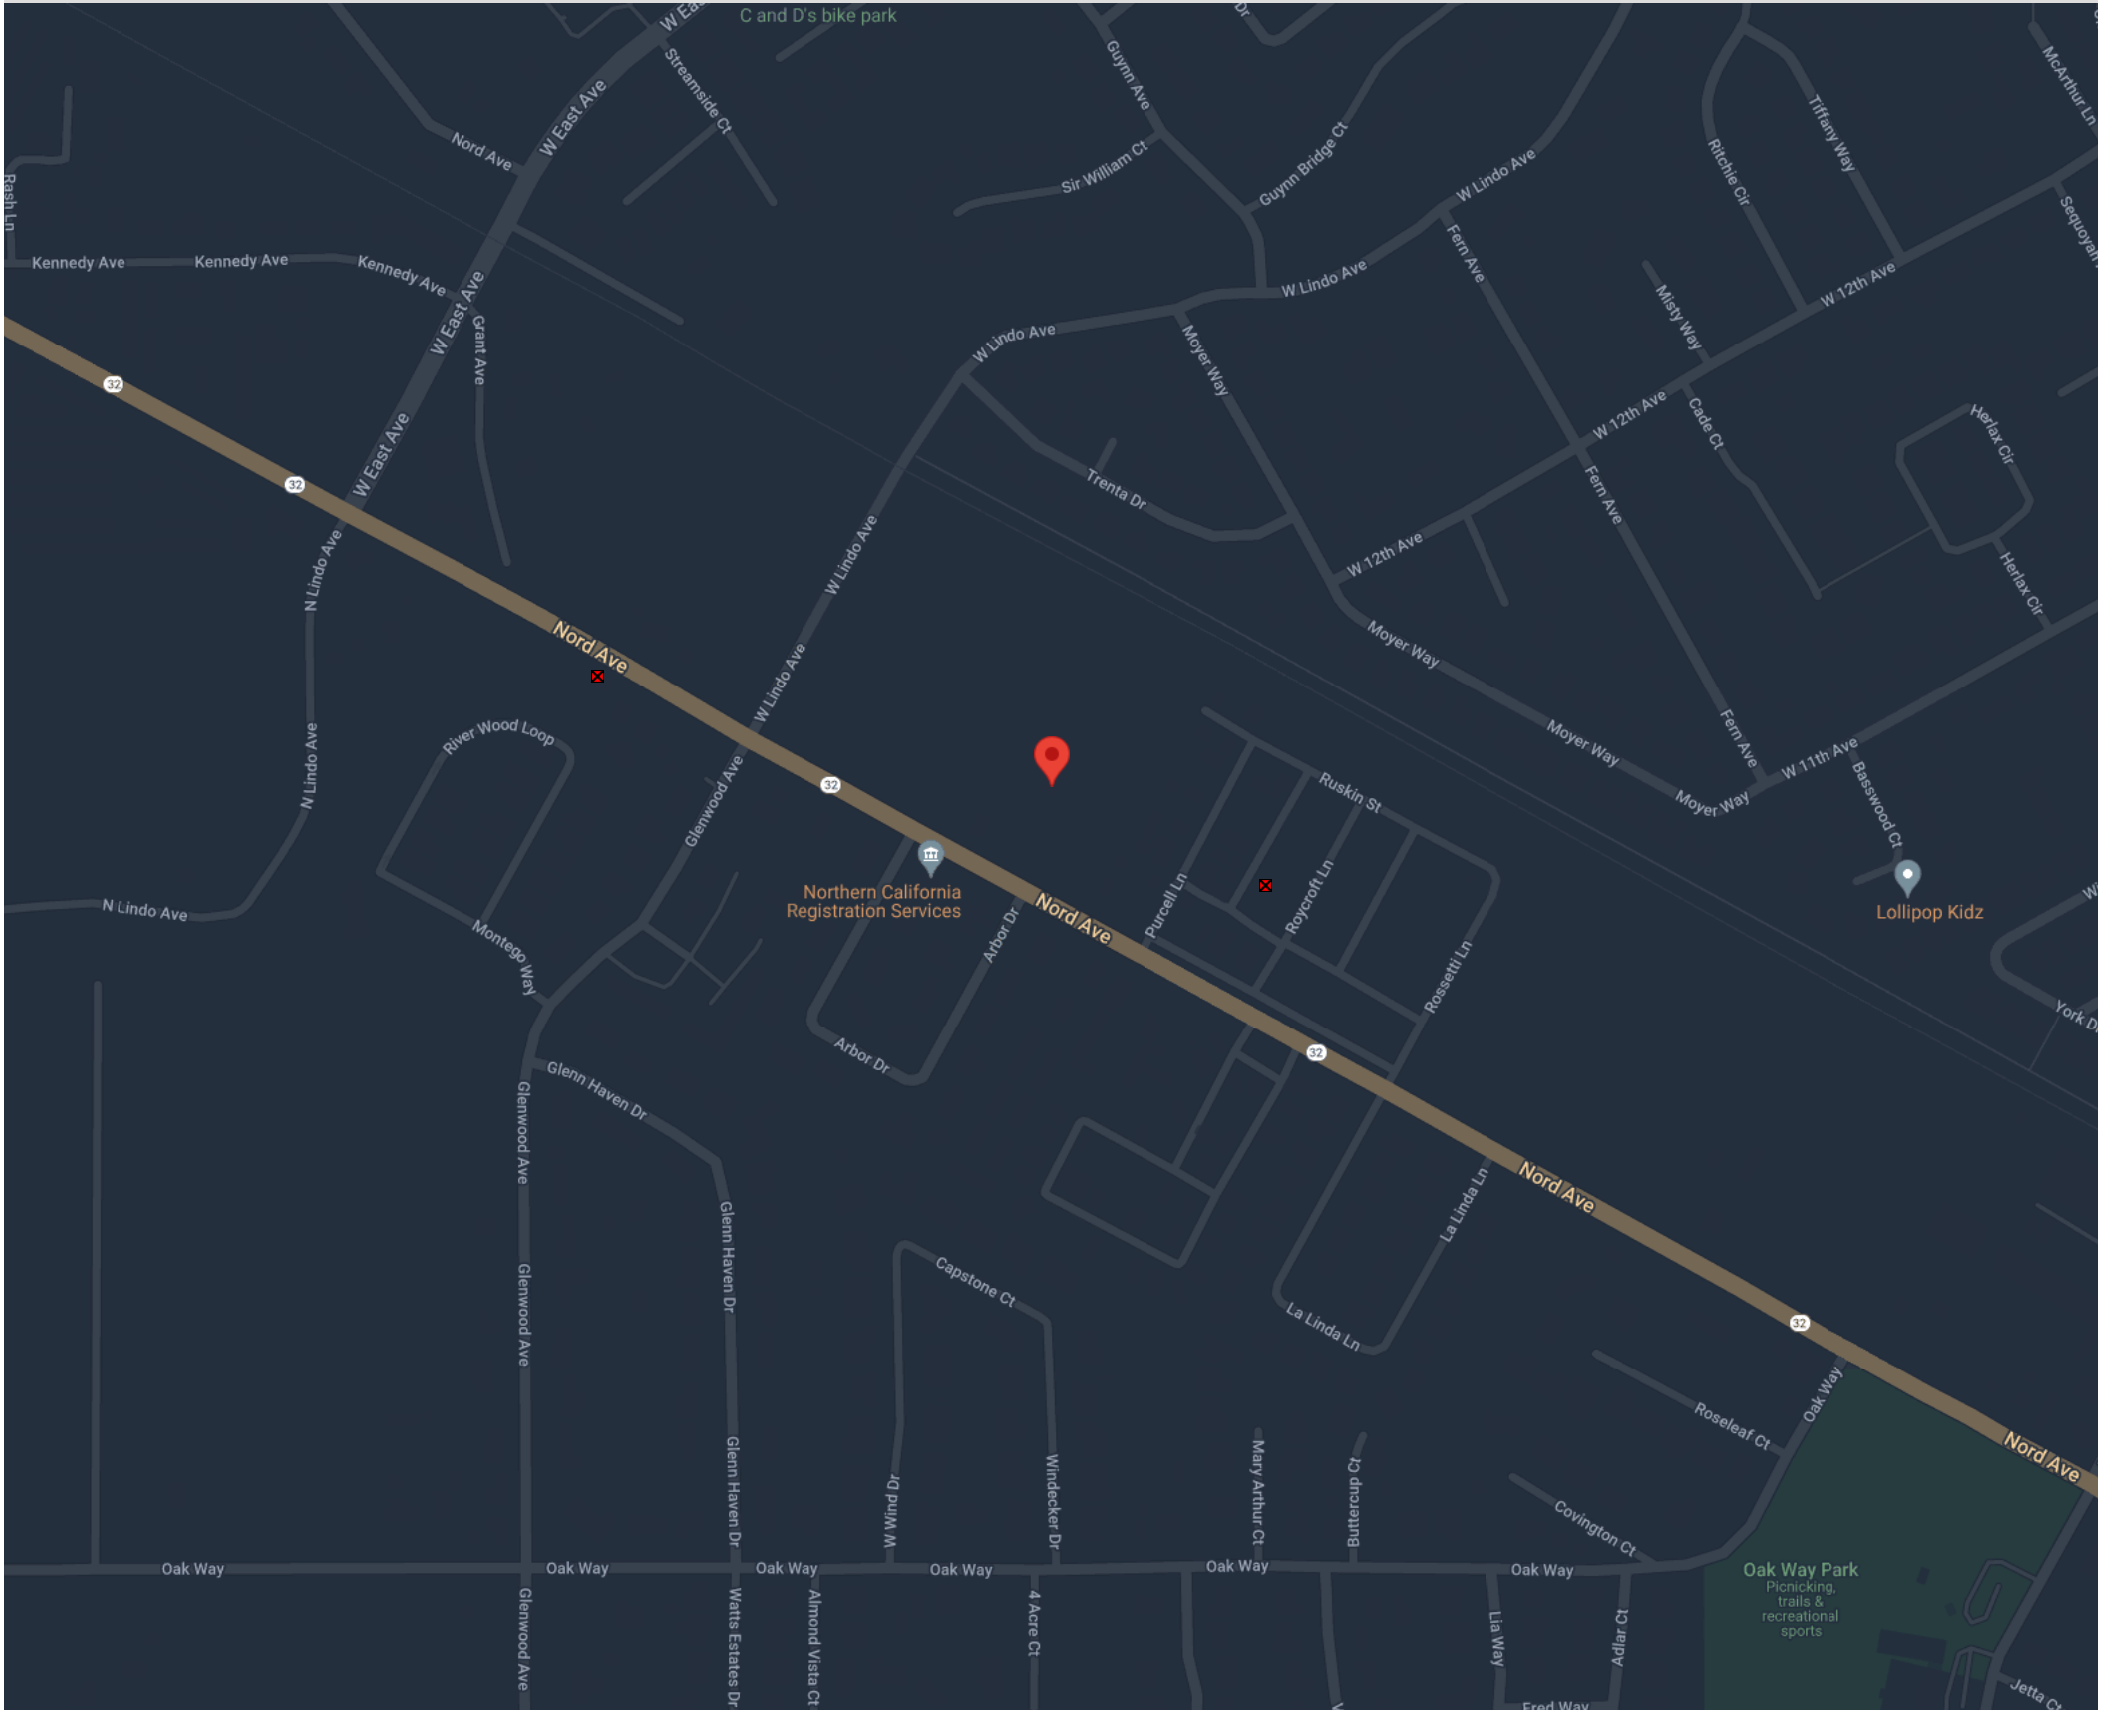 C and D's bike park
W Eas
Dr
W East Ave
Streamside Ct
Guynn Ave
McArthur Ln
Nord Ave
Tiffany Way
Rash Ln
Sir William Ct
Guynn Bridge Ct
W Lindo Ave
Ritchie Cir
Sequoyah
Kennedy Ave
Kennedy Ave
Kennedy Ave
W East Ave
Grant Ave
W Lindo Ave
W Lindo Ave
Fern Ave
Misty Way
W 12th Ave
32
Moyer Way
W East Ave
W 12th Ave
Cade Ct
Herlax Cir
32
Trenta Dr
Fern Ave
N Lindo Ave
W Lindo Ave
W 12th Ave
Herlax Cir
Nord Ave
W Lindo Ave
Moyer Way
River Wood Loop
Moyer Way
Fern Ave
W 11th Ave
N Lindo Ave
32
Glenwood Ave
Ruskin St
Moyer Way
Basswood Ct
Northern California
Registration Services
Purcell Ln
Roycroft Ln
Lollipop Kidz
Wi
N Lindo Ave
Nord Ave
Arbor Dr
Montego Way
Rossetti Ln
York D
Arbor Dr
32
Glenn Haven Dr
Glenwood Ave
La Linda Ln
Nord Ave
Glenn Haven Dr
Glenwood Ave
Capstone Ct
La Linda Ln
32
Oak Way
Roseleaf Ct
Nord Ave
Glenn Haven Dr
W Wind Dr
Windecker Dr
Mary Arthur Ct
Buttercup Ct
Covington Ct
Oak Way
Oak Way
Oak Way
Oak Way
Oak Way
Oak Way
Oak Way Park
Picnicking,
trails &
recreational
sports
Glenwood Ave
Watts Estates Dr
Almond Vista Ct
4 Acre Ct
Lia Way
Adlar Ct
Fred Way
Jetta Ct